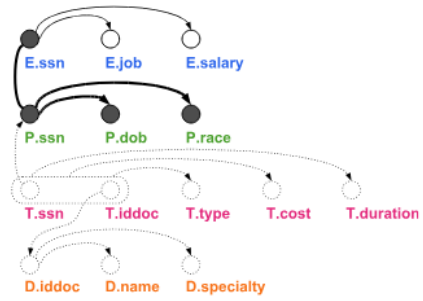 E.ssn E.job E.salary
P.ssn P.dob P.race
T.ssn T.iddoc T.type T.cost T.duration
D.iddoc D.name D.specialty